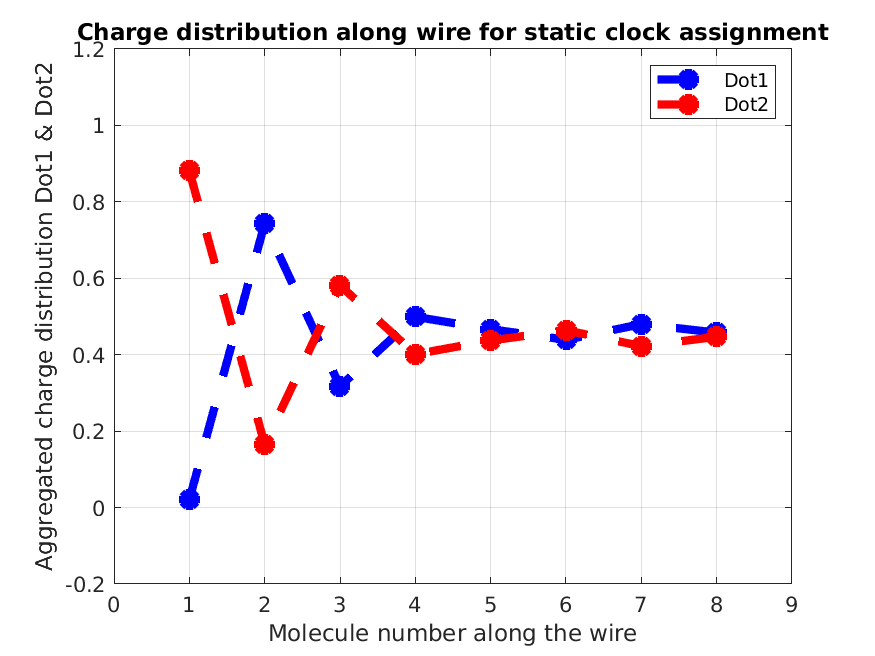 Charge distribution along wire for static clock assignment
Aggregated charge distribution Dot1 & Dot2
1.2
1
0.8
0.6
0.4
0.2
0
-0.2
Dot1
Dot2
0 1 2 3 4 5 6 7 8 9
Molecule number along the wire